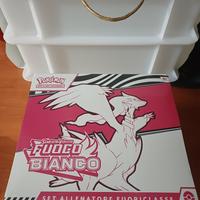 Pokémon
FUOCO
BIANCO
SET ALLENATORE FUORICLASSE